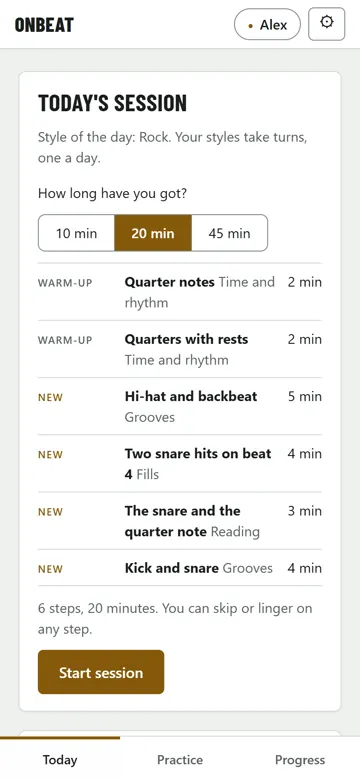 ONBEAT
Alex
TODAY'S SESSION
Style of the day: Rock. Your styles take turns,
one a day.
How long have you got?
10 min 20 min 45 min
WARM-UP Quarter notes Time and 2 min
rhythm
WARM-UP Quarters with rests 2 min
Time and rhythm
NEW Hi-hat and backbeat 5 min
Grooves
NEW Two snare hits on beat 4 min
4 Fills
NEW The snare and the 3 min
quarter note Reading
NEW Kick and snare Grooves 4 min
6 steps, 20 minutes. You can skip or linger on
any step.
Start session
Today Practice Progress